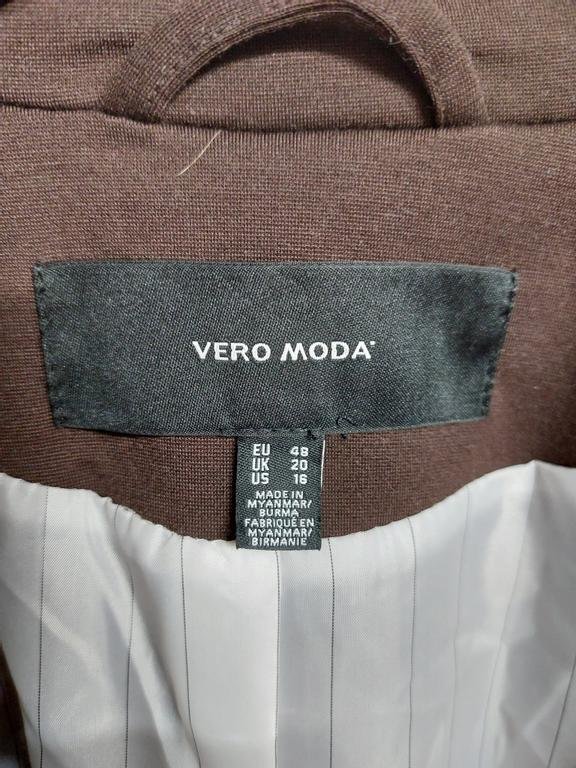 VERO MODA
EU 48
UK 20
US 16
MADE IN
MYANMAR/
BURMA
FABRIQUÉ EN
MYANMAR/
BIRMANIE